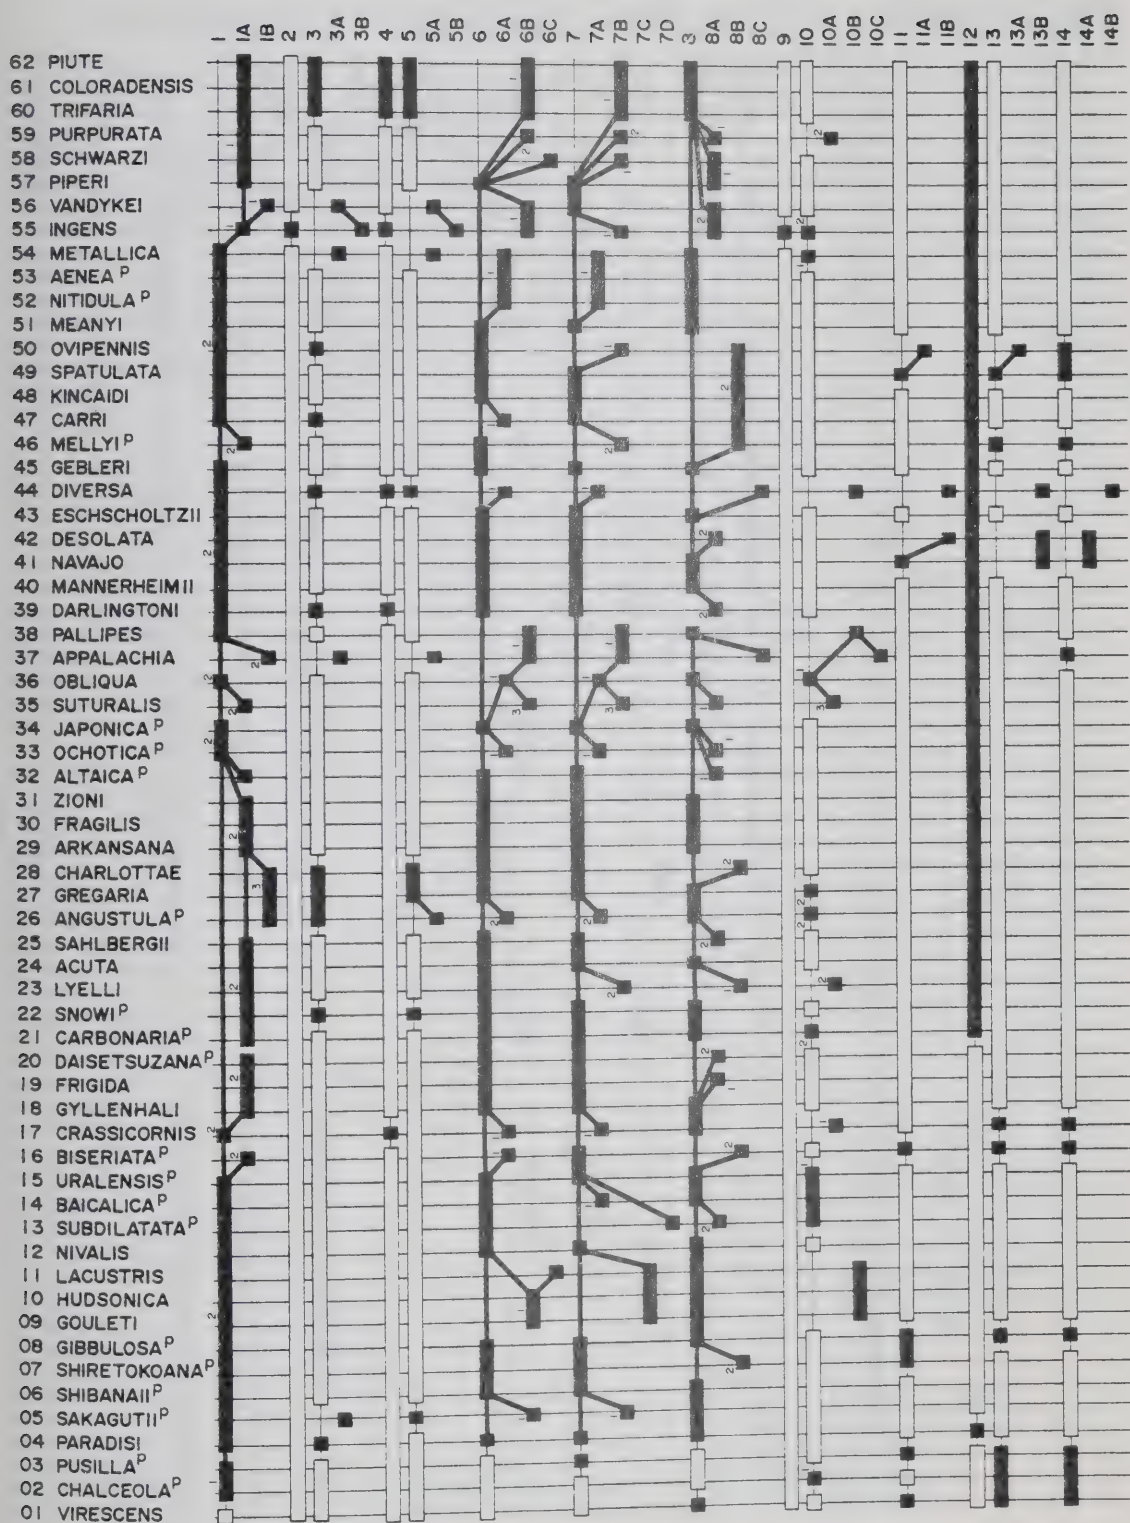 1 1A 1B 2 3 3A 3B 4 5 5A 5B 6 6A 6B 6C 7 7A 7B 7C 7D 3 8A 8B 8C 9 10 10A 10B 10C 11 11A 11B 12 13 13A 13B 14 14A 14B
62 PIUTE
61 COLORADENSIS
60 TRIFARIA
59 PURPURATA
58 SCHWARZI
57 PIPERI
56 VANDYKEI
55 INGENS
54 METALLICA
53 AENEA P
52 NITIDULA P
51 MEANYI
50 OVIPENNIS
49 SPATULATA
48 KINCAIDI
47 CARRI
46 MELLYI P
45 GEBLERI
44 DIVERSA
43 ESCHSCHOLTZII
42 DESOLATA
41 NAVAJO
40 MANNERHEIMII
39 DARLINGTONI
38 PALLIPES
37 APPALACHIA
36 OBLIQUA
35 SUTURALIS
34 JAPONICA P
33 OCHOTICA P
32 ALTAICA P
31 ZIONI
30 FRAGILIS
29 ARKANSANA
28 CHARLOTTAE
27 GREGARIA
26 ANGUSTULA P
25 SAHLBERGII
24 ACUTA
23 LYELLI
22 SNOWI P
21 CARBONARIA P
20 DAISETSUZANA P
19 FRIGIDA
18 GYLLENHALI
17 CRASSICORNIS
16 BISERIATA P
15 URALENSIS P
14 BAICALICA P
13 SUBDILATATA P
12 NIVALIS
11 LACUSTRIS
10 HUDSONICA
09 GOULETI
08 GIBBULOSA P
07 SHIRETOKOANA P
06 SHIBANAII P
05 SAKAGUTII P
04 PARADISI
03 PUSILLA P
02 CHALCEOLA P
01 VIRESCENS